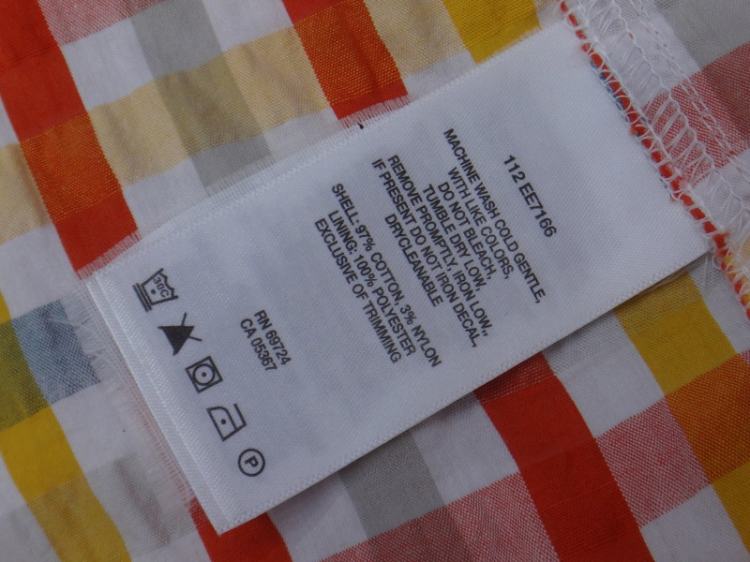 112 EE7166
MACHINE WASH COLD GENTLE,
WITH LIKE COLORS,
DO NOT BLEACH,
TUMBLE DRY LOW,
REMOVE PROMPTLY, IRON LOW,,
IF PRESENT DO NOT IRON DECAL,
DRYCLEANABLE
SHELL: 97% COTTON, 3% NYLON
LINING: 100% POLYESTER
EXCLUSIVE OF TRIMMING
RN 69724
CA 05367
30C
P